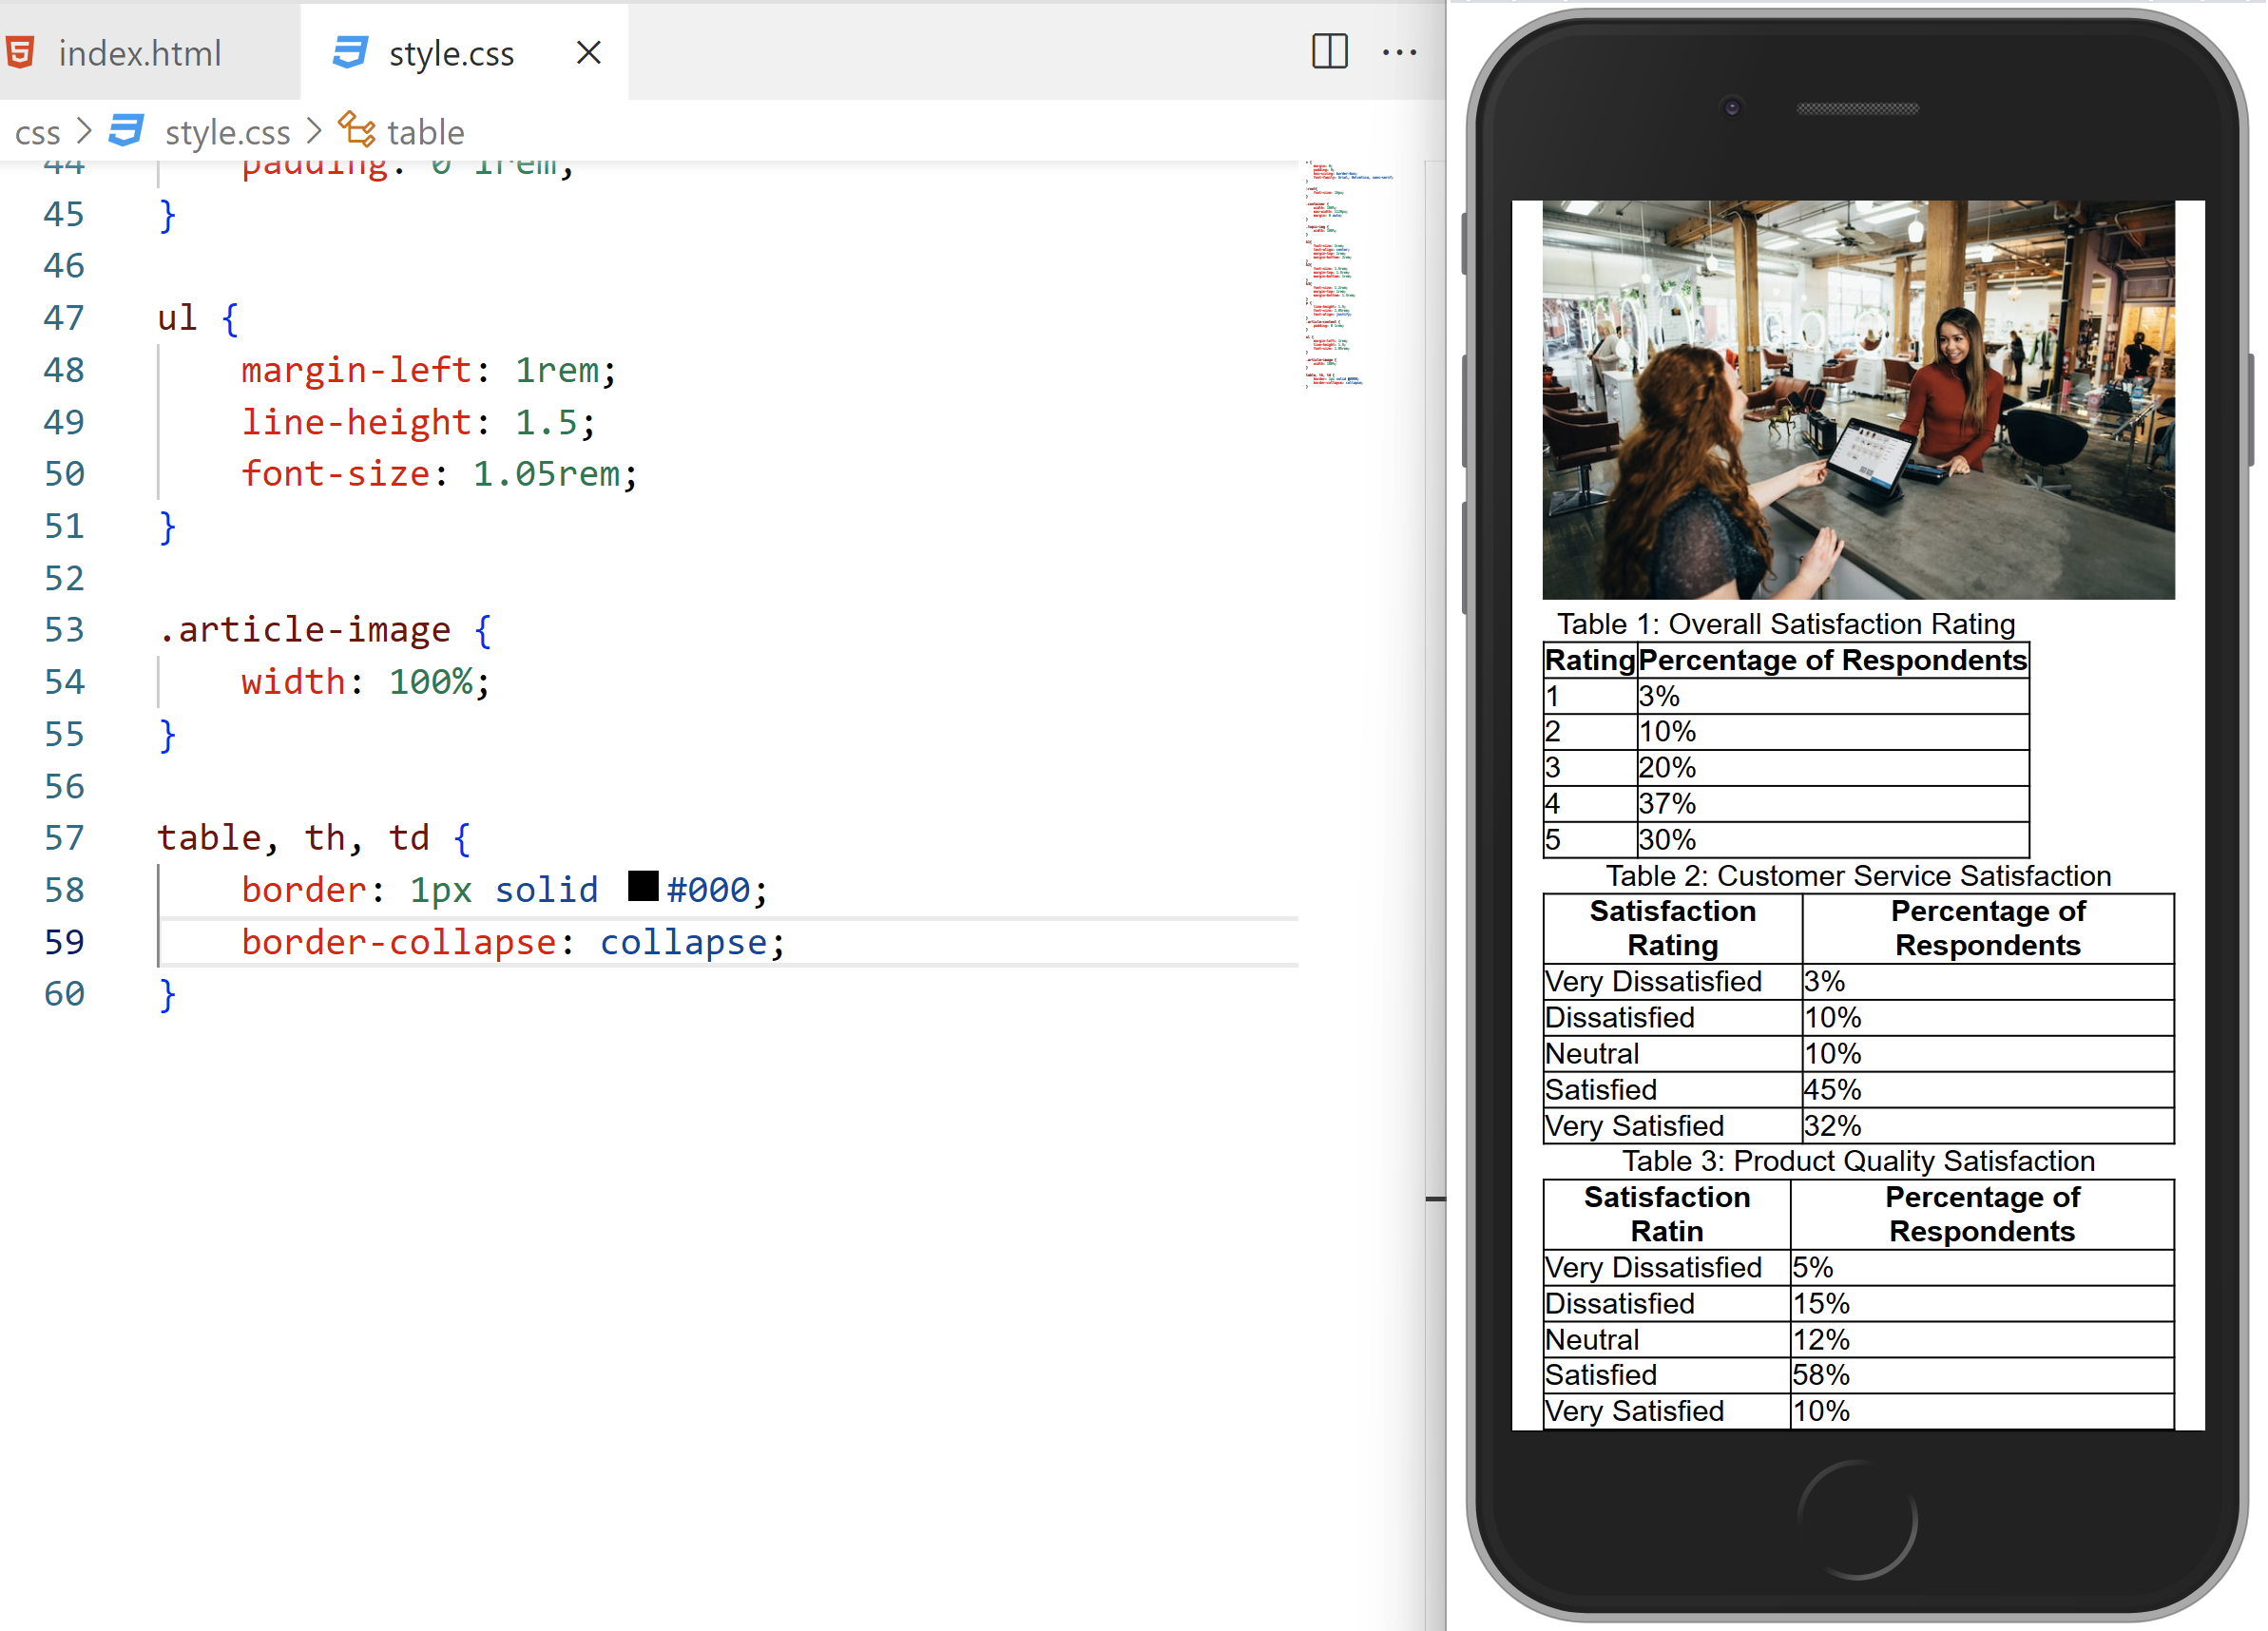 index.html
style.css
css > style.css > table
44 padding: 0 1rem;
45 }
46
47 ul {
48 margin-left: 1rem;
49 line-height: 1.5;
50 font-size: 1.05rem;
51 }
52
53 .article-image {
54 width: 100%;
55 }
56
57 table, th, td {
58 border: 1px solid #000;
59 border-collapse: collapse;
60 }
Table 1: Overall Satisfaction Rating
Rating Percentage of Respondents
1 3%
2 10%
3 20%
4 37%
5 30%
Table 2: Customer Service Satisfaction
Satisfaction Percentage of
Rating Respondents
Very Dissatisfied 3%
Dissatisfied 10%
Neutral 10%
Satisfied 45%
Very Satisfied 32%
Table 3: Product Quality Satisfaction
Satisfaction Percentage of
Ratin Respondents
Very Dissatisfied 5%
Dissatisfied 15%
Neutral 12%
Satisfied 58%
Very Satisfied 10%